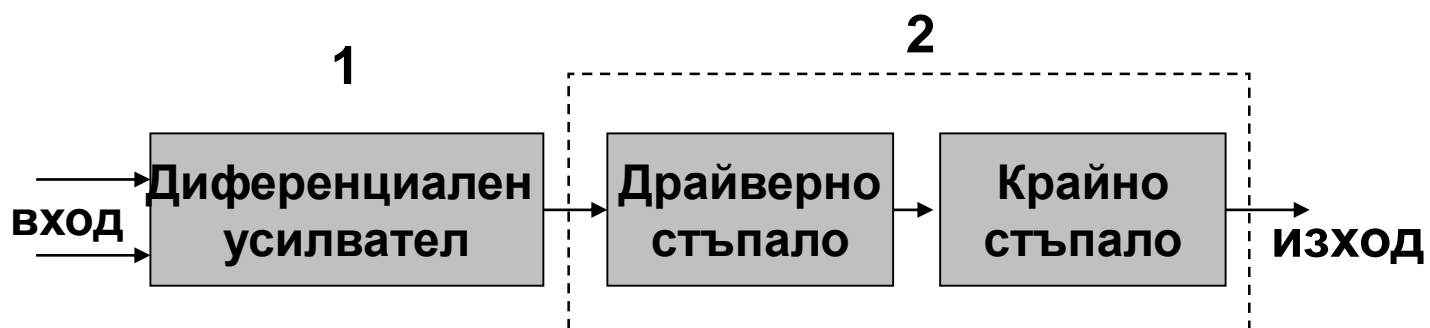 2
1
Диференциален
усилвател
Драйверно
стъпало
Крайно
стъпало
вход
изход